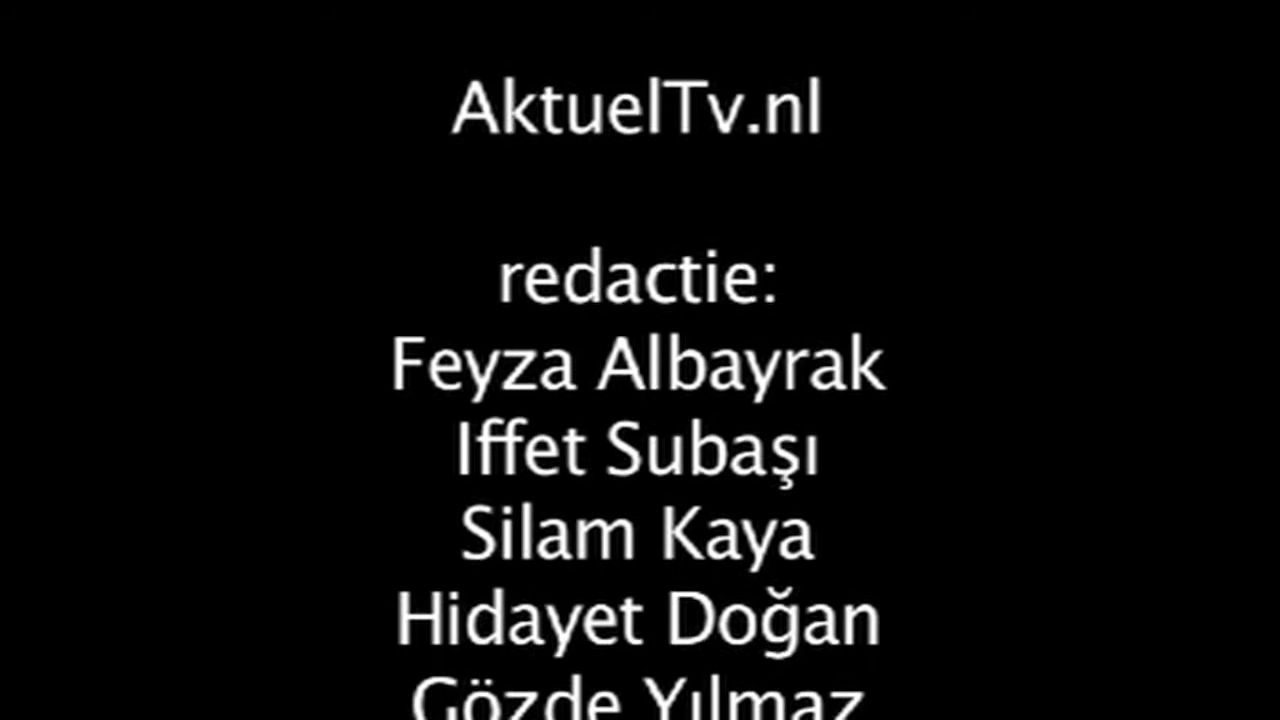 AktuelTv.nl
redactie:
Feyza Albayrak
Iffet Subaşı
Silam Kaya
Hidayet Doğan
Gözde Yılmaz